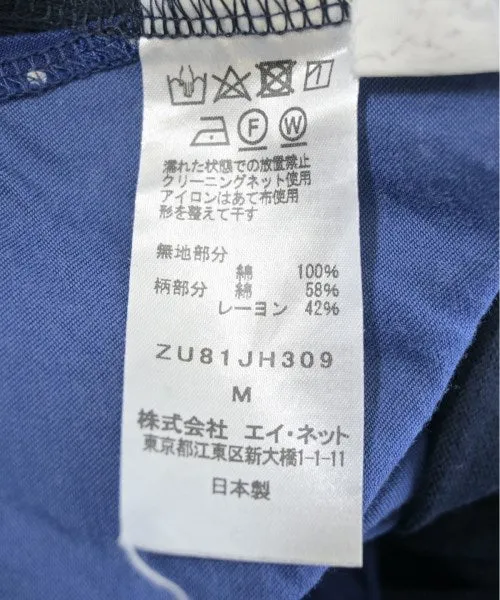 F W
濡れた状態での放置禁止
クリーニングネット使用
アイロンはあて布使用
形を整えて干す
無地部分
綿 100%
柄部分 綿 58%
レーヨン 42%
ZU81JH309
M
株式会社 エイ・ネット
東京都江東区新大橋1-1-11
日本製